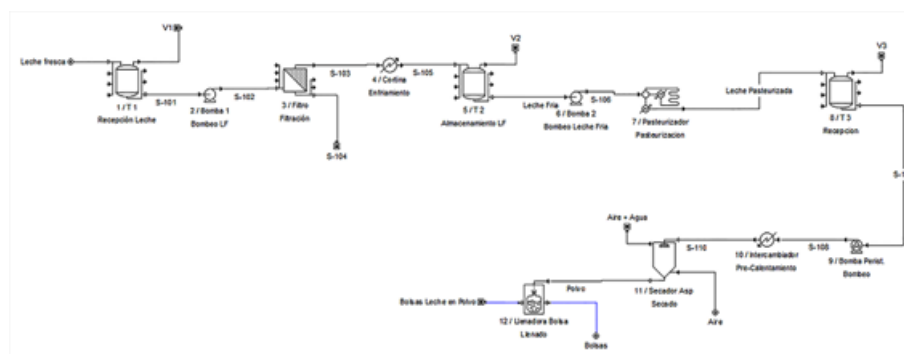 V1
V2
V3
Leche fresca
S-103
S-105
4 / Cortina
Enfriamiento
Leche Pasteurizada
S-101
S-102
1 / T 1
Recepción Leche
2 / Bomba 1
Bombeo LF
3 / Filtro
Filtración
S-104
5 / T 2
Almacenamiento LF
Leche Fria
S-106
6 / Bomba 2
Bombeo Leche Fria
7 / Pasteurizador
Pasteurizacion
8 / T 3
Recepcion
S-1
Aire + Agua
S-110
S-108
10 / Intercambiador
Pre-Calentamiento
9 / Bomba Perist.
Bombeo
Polvo
11 / Secador Asp
Secado
Aire
Bolsas Leche en Polvo
12 / Llenadora Bolsa
Llenado
Bolsas